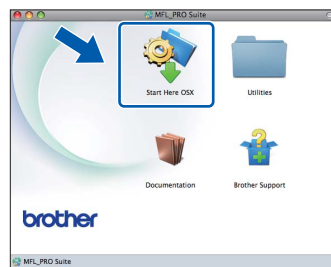 MFL_PRO Suite
Start Here OSX
Utilities
Documentation
Brother Support
brother
MFL_PRO Suite